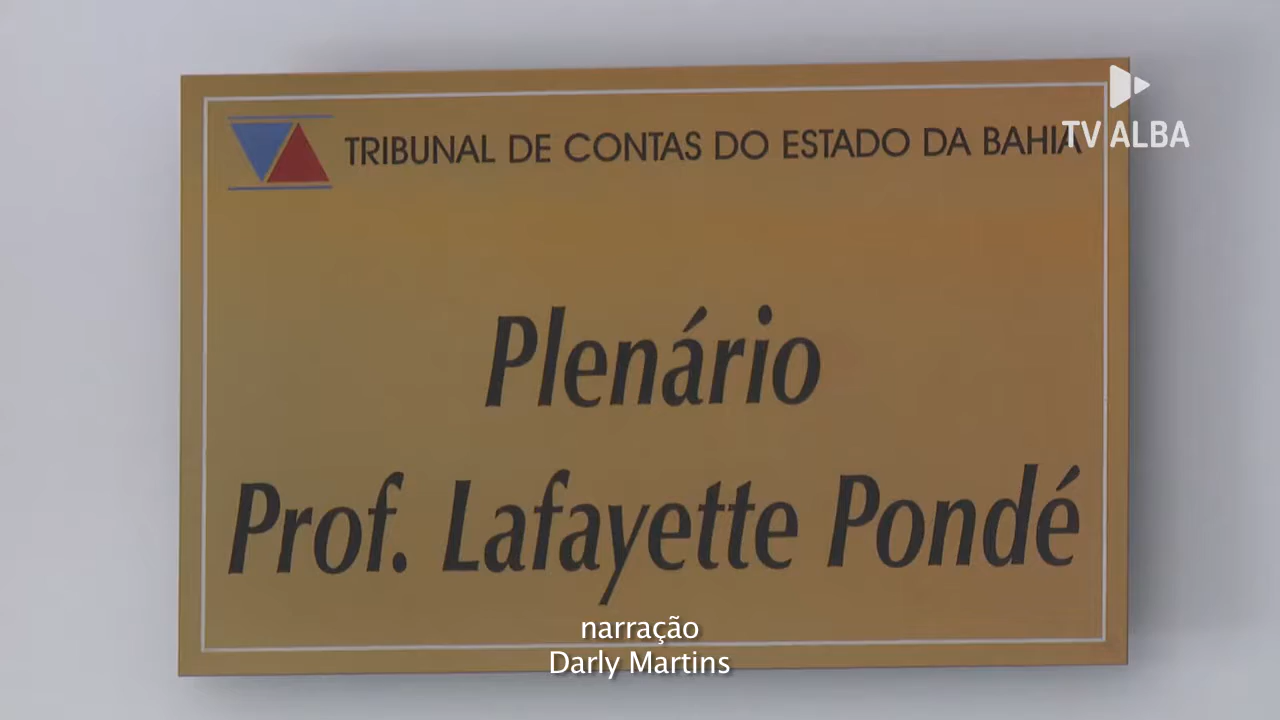 TV ALBA
TRIBUNAL DE CONTAS DO ESTADO DA BAHIA
Plenário
Prof. Lafayette Pondé
narração
Darly Martins